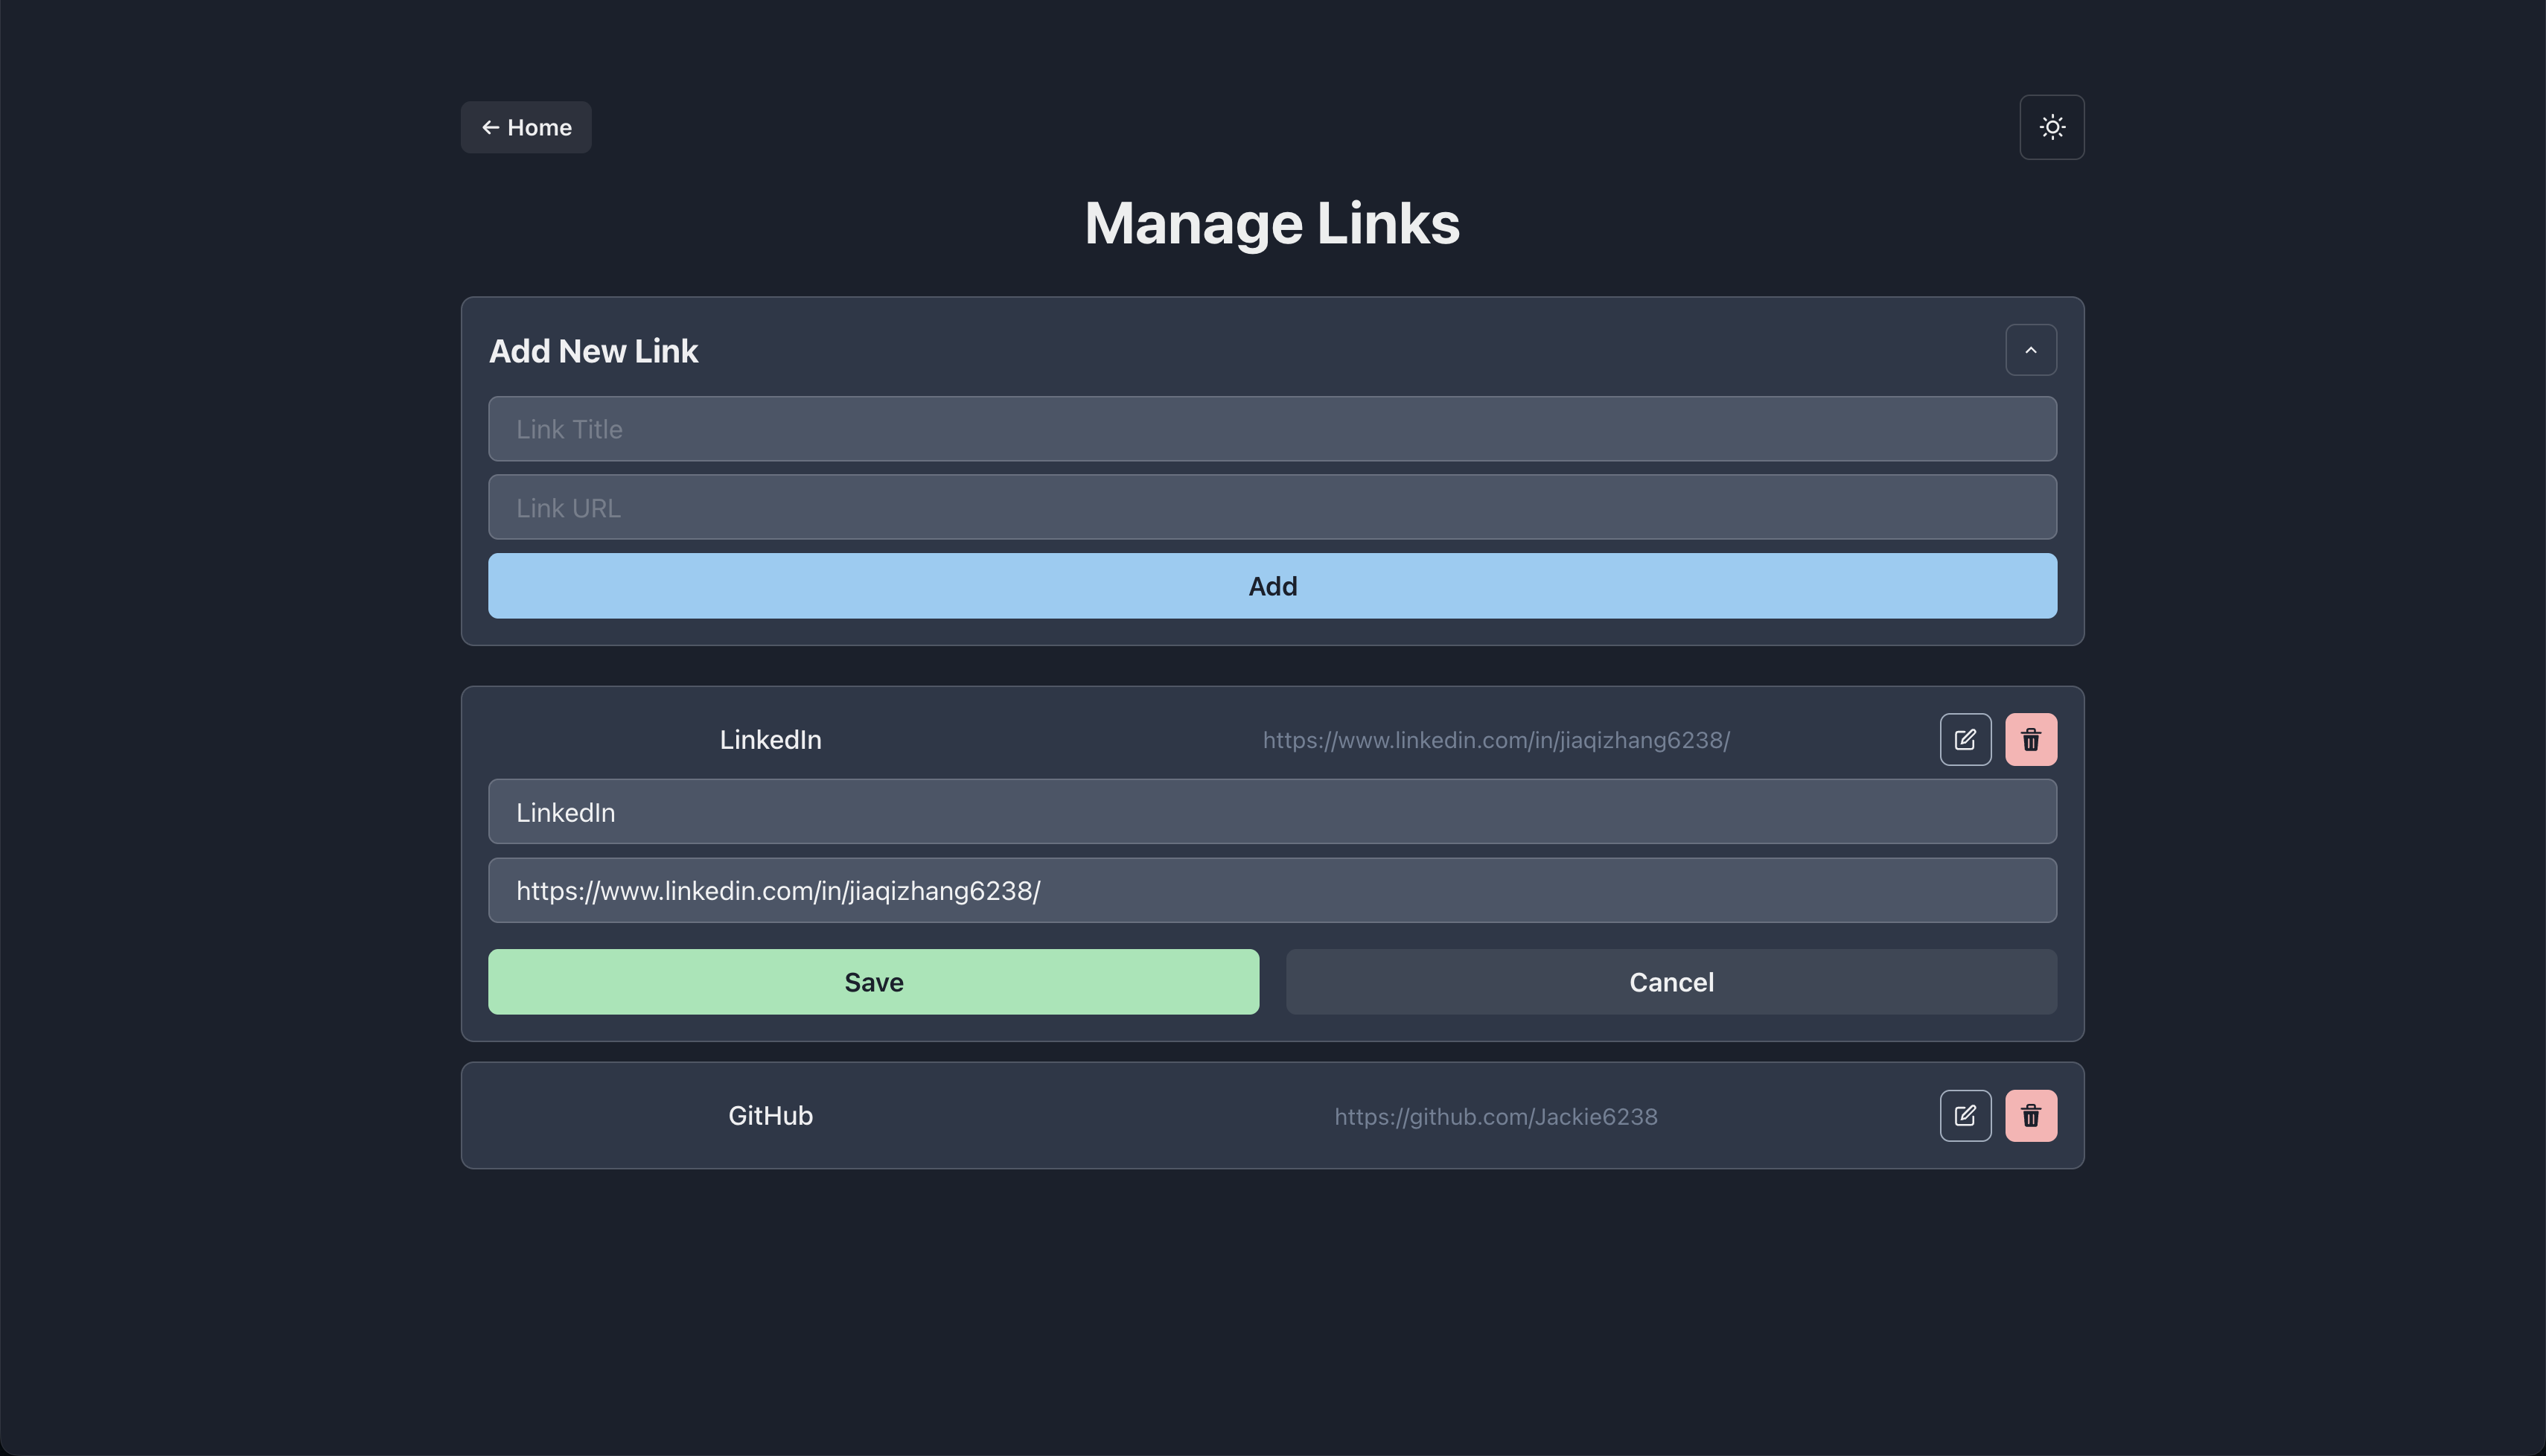 Home
Manage Links
Add New Link
Link Title
Link URL
Add
LinkedIn https://www.linkedin.com/in/jiaqizhang6238/
LinkedIn
https://www.linkedin.com/in/jiaqizhang6238/
Save Cancel
GitHub https://github.com/Jackie6238